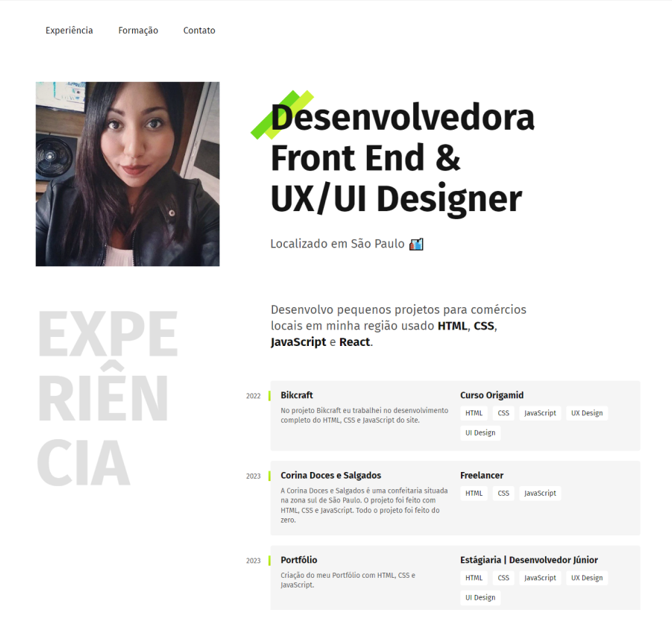 Experiência Formação Contato
Desenvolvedora
Front End &
UX/UI Designer
Localizado em São Paulo
EXPE
RIÊN
CIA
Desenvolvo pequenos projetos para comércios
locais em minha região usado HTML, CSS,
JavaScript e React.
2022
Bikcraft
No projeto Bikcraft eu trabalhei no desenvolvimento
completo do HTML, CSS e JavaScript do site.
Curso Origamid
HTML CSS JavaScript UX Design
UI Design
2023
Corina Doces e Salgados
A Corina Doces e Salgados é uma confeitaria situada
na zona sul de São Paulo. O projeto foi feito com
HTML, CSS e JavaScript. Todo o projeto foi feito do
zero.
Freelancer
HTML CSS JavaScript
2023
Portfólio
Criação do meu Portfólio com HTML, CSS e
JavaScript.
Estágiaria | Desenvolvedor Júnior
HTML CSS JavaScript UX Design
UI Design